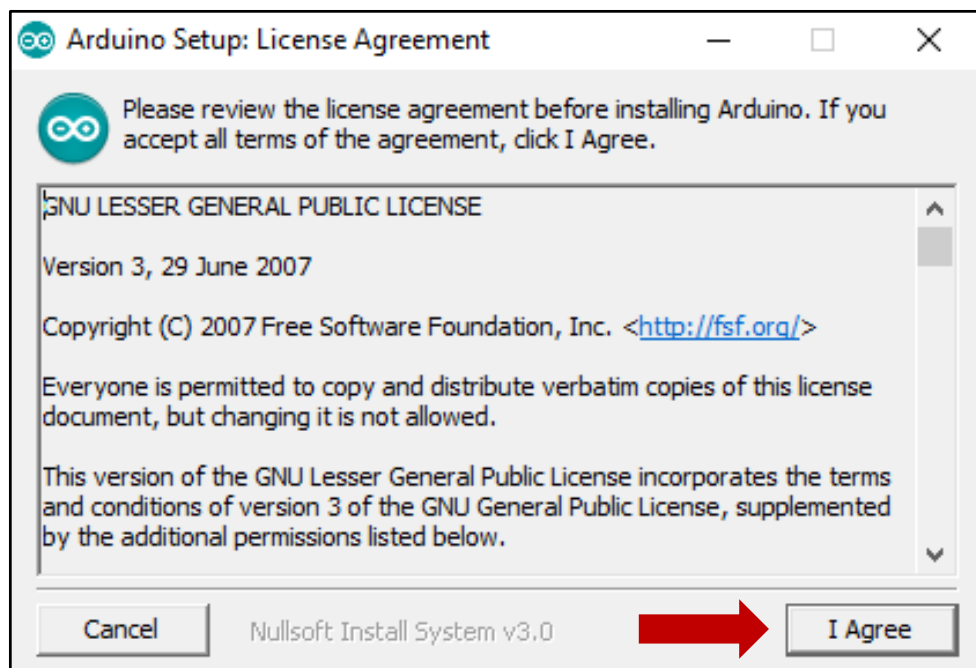 Arduino Setup: License Agreement
Please review the license agreement before installing Arduino. If you
accept all terms of the agreement, click I Agree.
GNU LESSER GENERAL PUBLIC LICENSE
Version 3, 29 June 2007
Copyright (C) 2007 Free Software Foundation, Inc. <http://fsf.org/>
Everyone is permitted to copy and distribute verbatim copies of this license
document, but changing it is not allowed.
This version of the GNU Lesser General Public License incorporates the terms
and conditions of version 3 of the GNU General Public License, supplemented
by the additional permissions listed below.
Cancel
Nullsoft Install System v3.0
I Agree